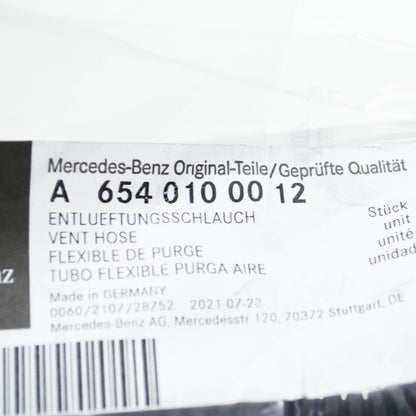 Mercedes-Benz Original-Teile/Geprüfte Qualität
A 654 010 00 12
ENTLUEFTUNGSSCHLAUCH
VENT HOSE
FLEXIBLE DE PURGE
TUBO FLEXIBLE PURGA AIRE
Stück
unit
unité
unidad
Made in GERMANY
0060/2107/28752 2021-07-28
Mercedes-Benz AG, Mercedesstr.120, 70372 Stuttgart, DE